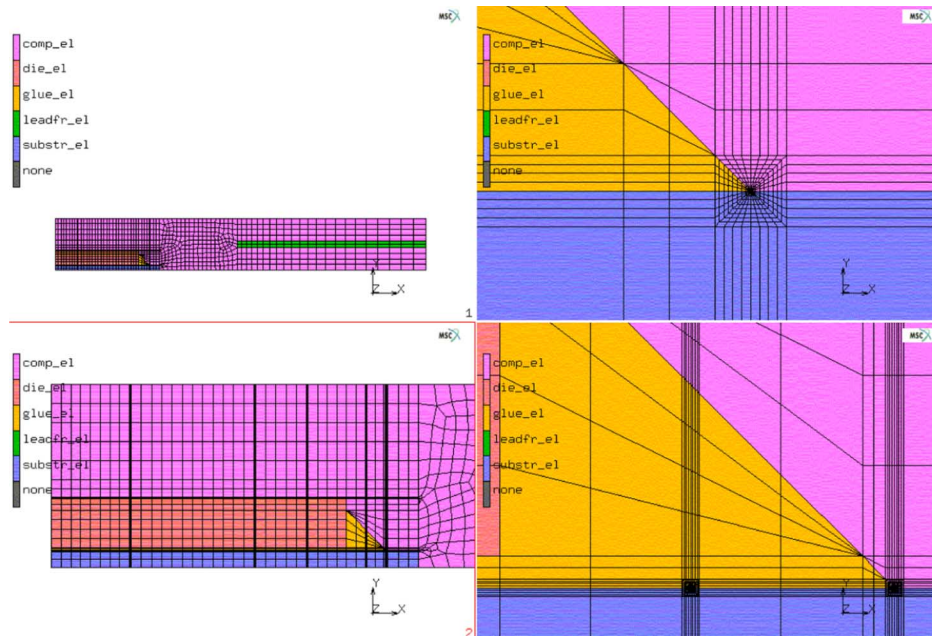 MSC
comp_el
die_el
glue_el
leadfr_el
substr_el
none
Y
Z X
1
MSC
comp_el
die_el
glue_el
leadfr_el
substr_el
none
Y
Z X
MSC
comp_el
die_el
glue_el
leadfr_el
substr_el
none
Y
Z X
2
MSC
comp_el
die_el
glue_el
leadfr_el
substr_el
none
Y
Z X